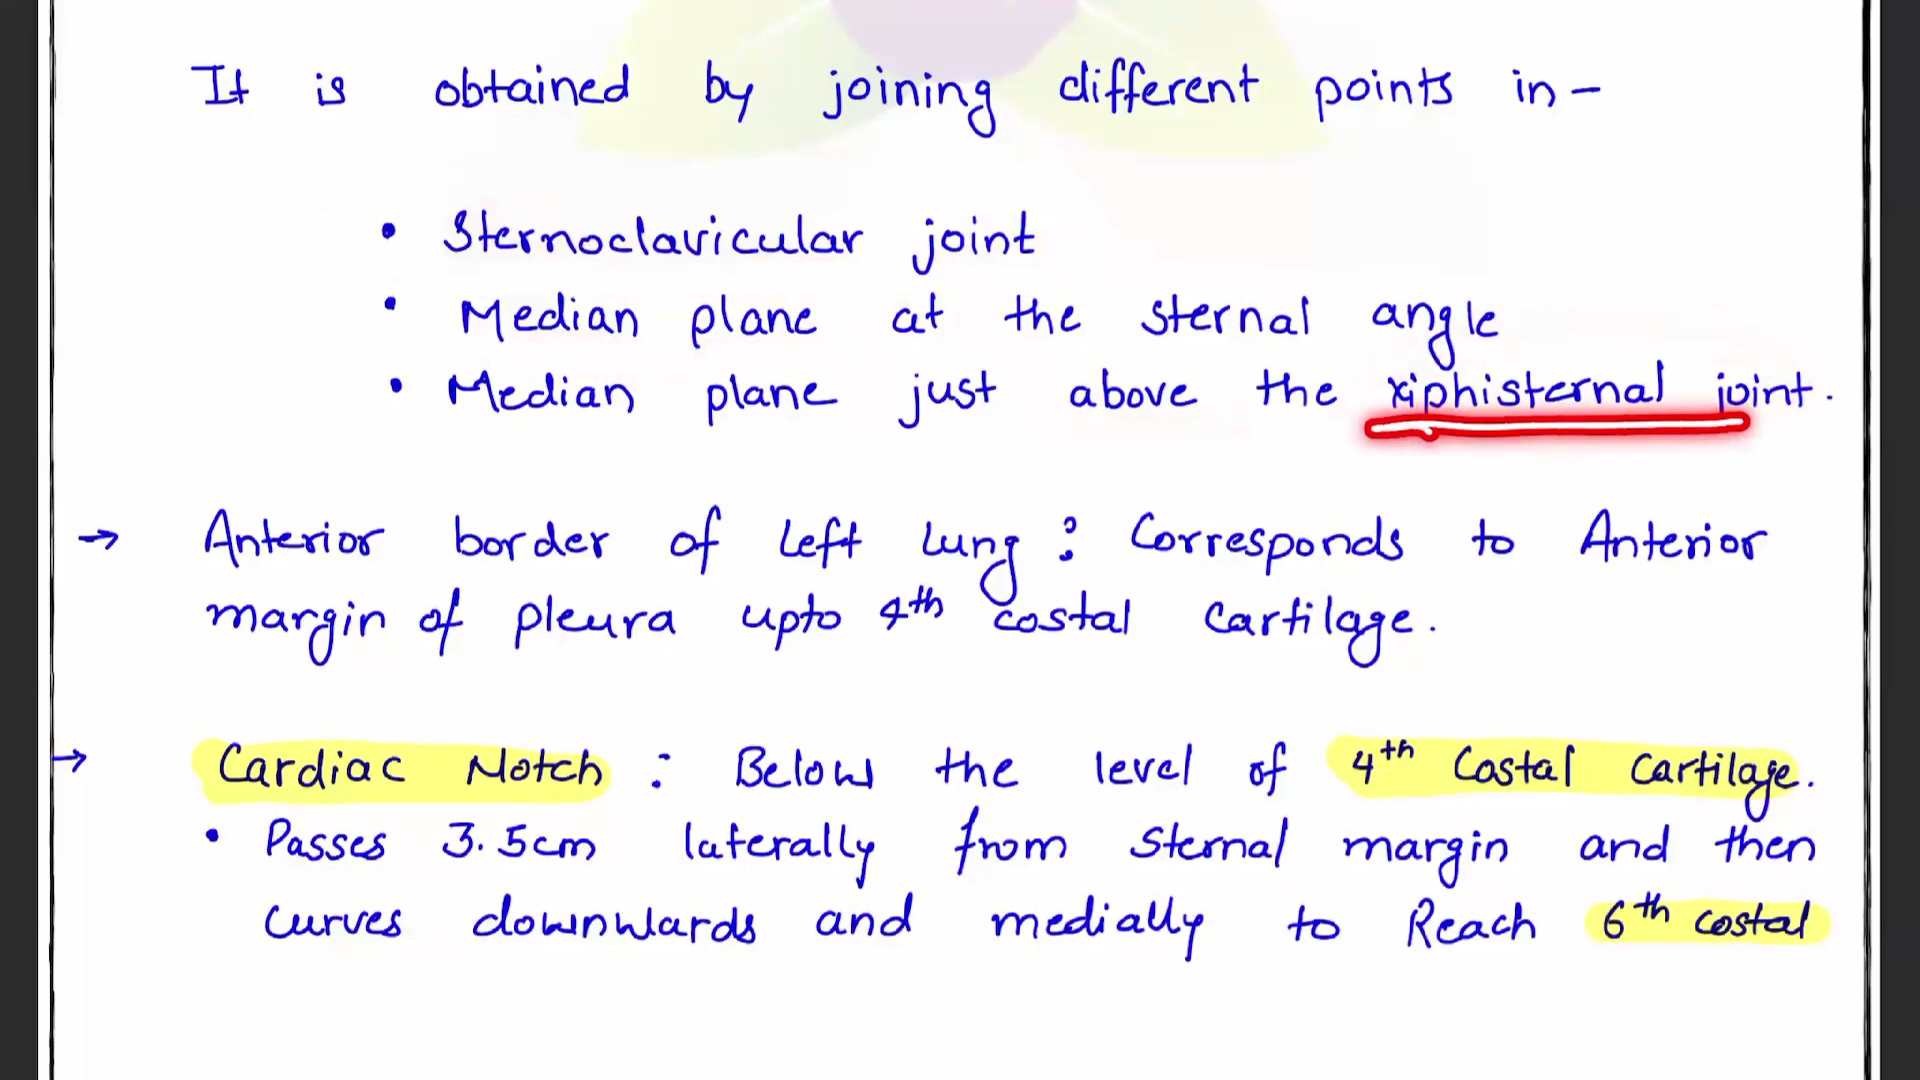 It is obtained by joining different points in-
• Sternoclavicular joint
• Median plane at the sternal angle
• Median plane just above the xiphisternal joint.
→ Anterior border of Left Lung : Corresponds to Anterior
margin of pleura upto 4th costal cartilage.
→ Cardiac Notch : Below the level of 4th Costal Cartilage.
• Passes 3.5cm laterally from sternal margin and then
curves downwards and medially to Reach 6th costal